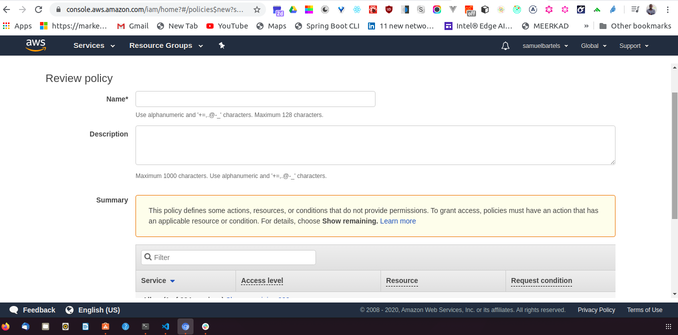 console.aws.amazon.com/iam/home?#/policies$new?s...
Apps https://marke... Gmail New Tab YouTube Maps Spring Boot CLI 11 new netwo... Intel® Edge AI... MEERKAD » Other bookmarks
aws Services Resource Groups samuelbartels Global Support
Review policy
Name*
Use alphanumeric and '+=,.@-_' characters. Maximum 128 characters.
Description
Maximum 1000 characters. Use alphanumeric and '+=,.@-_' characters.
Summary
This policy defines some actions, resources, or conditions that do not provide permissions. To grant access, policies must have an action that has
an applicable resource or condition. For details, choose Show remaining. Learn more
Filter
Service Access level Resource Request condition
Feedback English (US) © 2008 - 2020, Amazon Web Services, Inc. or its affiliates. All rights reserved. Privacy Policy Terms of Use